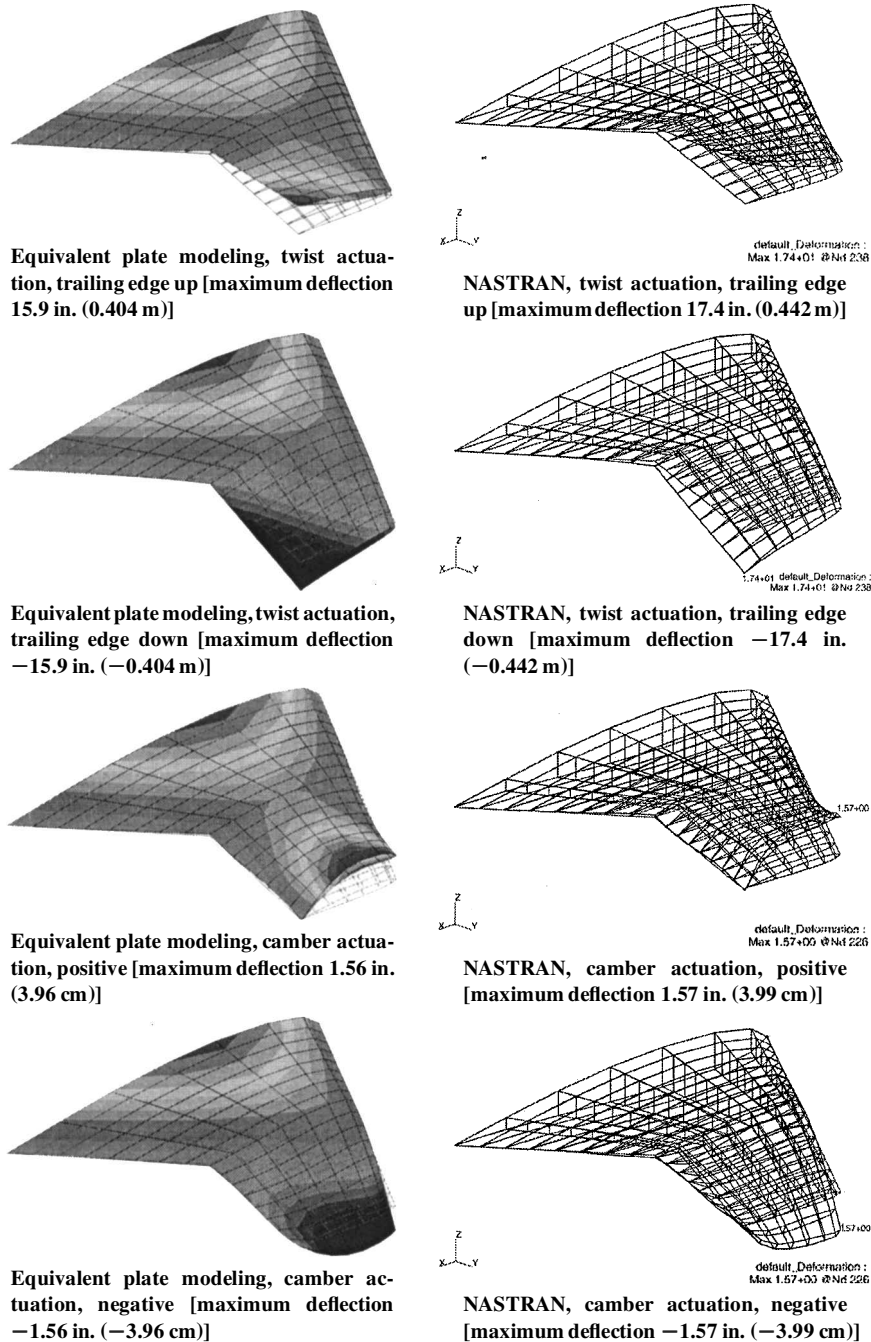 Z
X
Y
default_Deformation :
Max 1.74+01 @Nd 238
Equivalent plate modeling, twist actua-
tion, trailing edge up [maximum deflection
15.9 in. (0.404 m)]
NASTRAN, twist actuation, trailing edge
up [maximum deflection 17.4 in. (0.442 m)]
Z
X
Y
1.74+01
default_Deformation :
Max 1.74+01 @Nd 238
Equivalent plate modeling, twist actuation,
trailing edge down [maximum deflection
−15.9 in. (−0.404 m)]
NASTRAN, twist actuation, trailing edge
down [maximum deflection −17.4 in.
(−0.442 m)]
1.57+00
Z
X
Y
default_Deformation :
Max 1.57+00 @Nd 226
Equivalent plate modeling, camber actua-
tion, positive [maximum deflection 1.56 in.
(3.96 cm)]
NASTRAN, camber actuation, positive
[maximum deflection 1.57 in. (3.99 cm)]
1.57+00
Z
X
Y
default_Deformation :
Max 1.57+00 @Nd 226
Equivalent plate modeling, camber ac-
tuation, negative [maximum deflection
−1.56 in. (−3.96 cm)]
NASTRAN, camber actuation, negative
[maximum deflection −1.57 in. (−3.99 cm)]